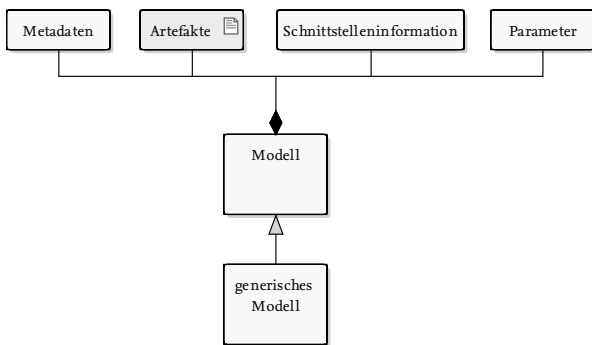 Metadaten
Artefakte
Schnittstelleninformation
Parameter
Modell
generisches
Modell